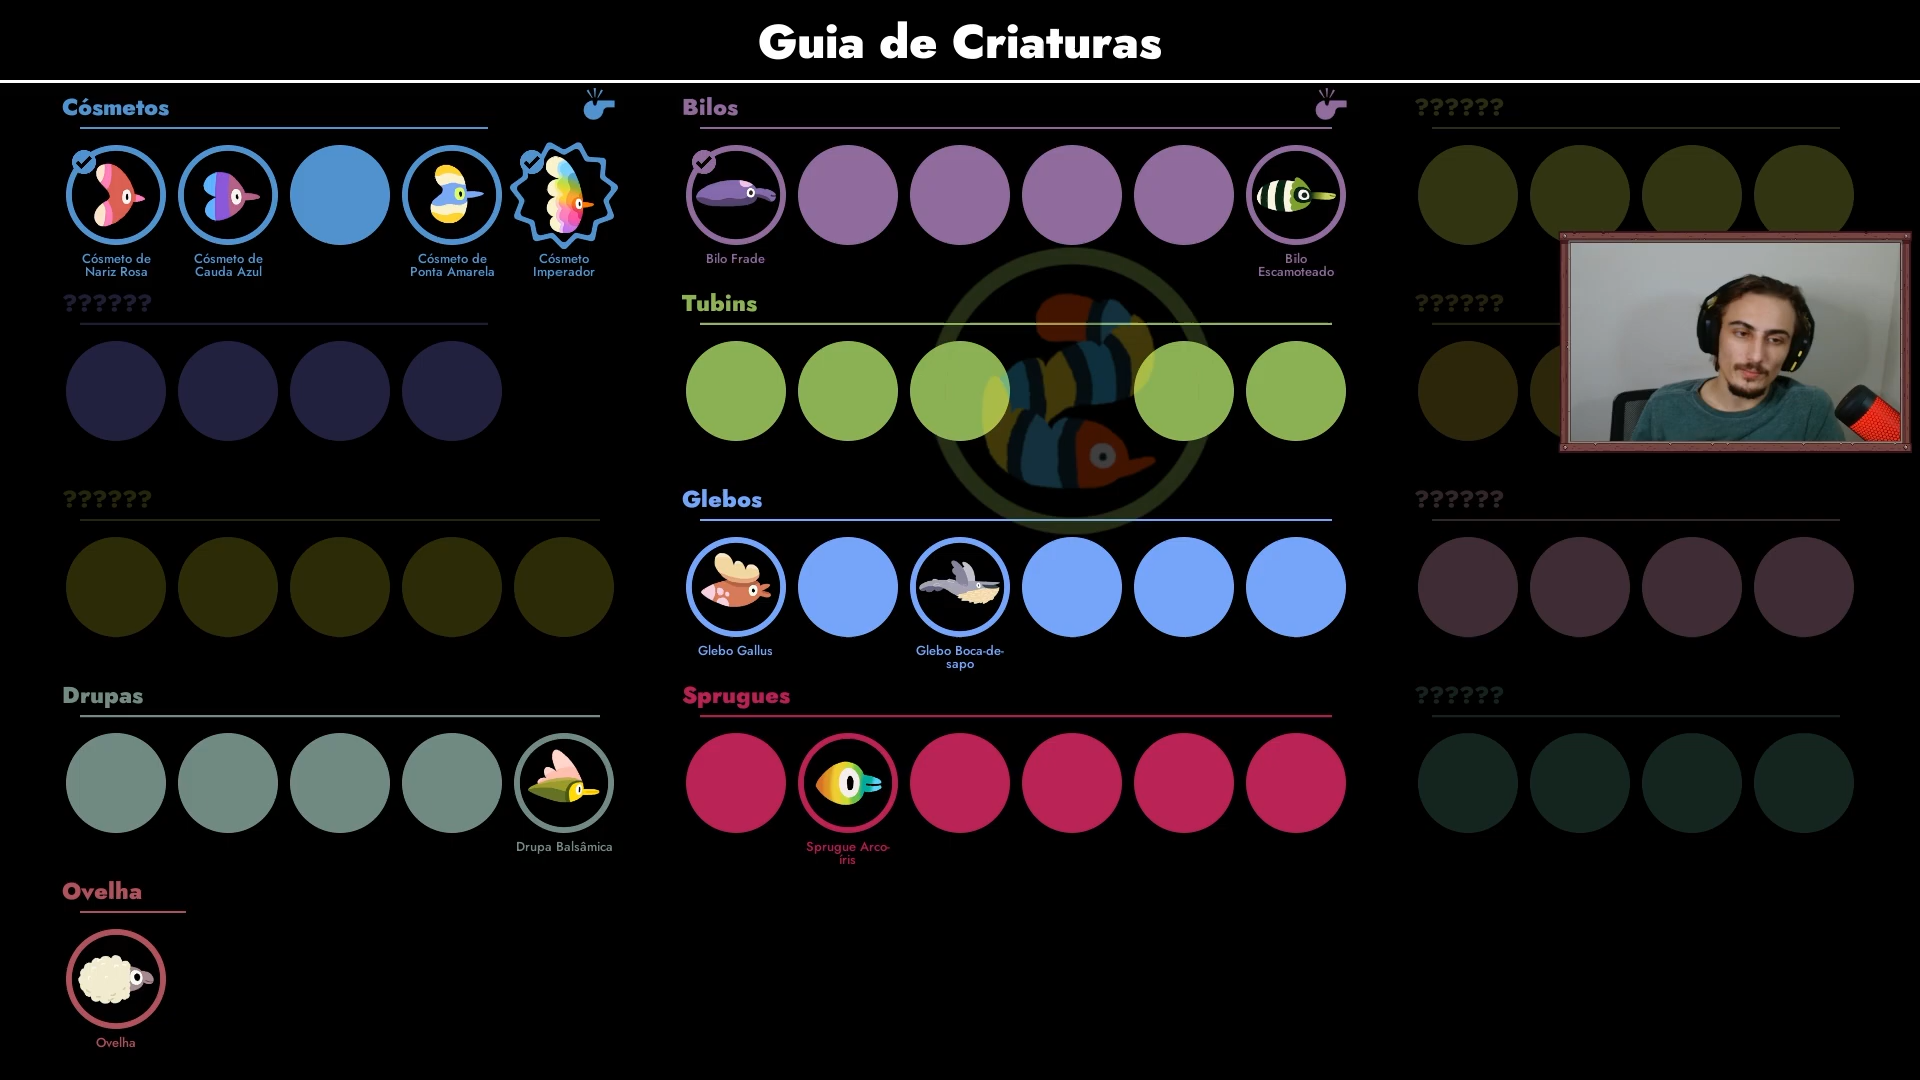 Guia de Criaturas
Cósmetos
Cósmeto de
Nariz Rosa
Cósmeto de
Cauda Azul
Cósmeto de
Ponta Amarela
Cósmeto
Imperador
Bilos
Bilo Frade
Bilo
Escamoteado
??????
??????
Tubins
??????
??????
Glebos
Glebo Gallus
Glebo Boca-de-
sapo
??????
Drupas
Drupa Balsâmica
Sprugues
Sprugue Arco-
íris
??????
Ovelha
Ovelha